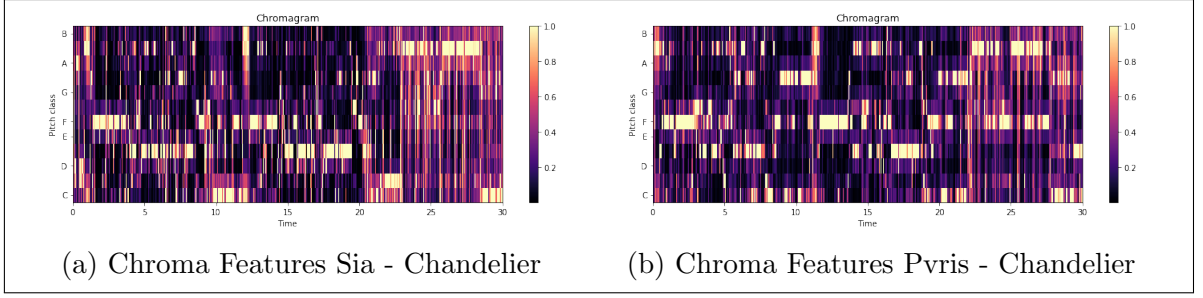 Chromagram
Pitch class
B
A
G
F
E
D
C
0
5
10
15
20
25
30
Time
1.0
0.8
0.6
0.4
0.2
(a) Chroma Features Sia - Chandelier
Chromagram
Pitch class
B
A
G
F
E
D
C
0
5
10
15
20
25
30
Time
1.0
0.8
0.6
0.4
0.2
(b) Chroma Features Pvris - Chandelier